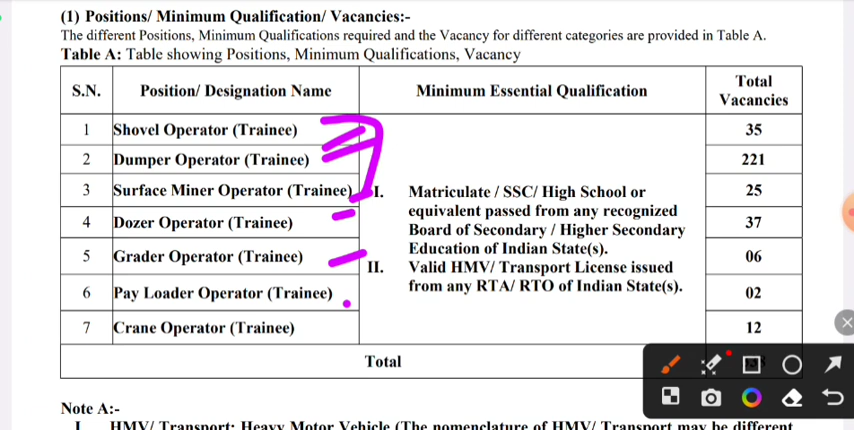 (1) Positions/ Minimum Qualification/ Vacancies:-
The different Positions, Minimum Qualifications required and the Vacancy for different categories are provided in Table A.
Table A: Table showing Positions, Minimum Qualifications, Vacancy
S.N. Position/ Designation Name Minimum Essential Qualification Total Vacancies
1 Shovel Operator (Trainee) 35
2 Dumper Operator (Trainee) 221
3 Surface Miner Operator (Trainee) 25
4 Dozer Operator (Trainee) 37
5 Grader Operator (Trainee) 06
6 Pay Loader Operator (Trainee) 02
7 Crane Operator (Trainee) 12
I. Matriculate / SSC/ High School or
equivalent passed from any recognized
Board of Secondary / Higher Secondary
Education of Indian State(s).
II. Valid HMV/ Transport License issued
from any RTA/ RTO of Indian State(s).
Total
Note A:-
I. HMV/ Transport: Heavy Motor Vehicle (The nomenclature of HMV/ Transport may be different